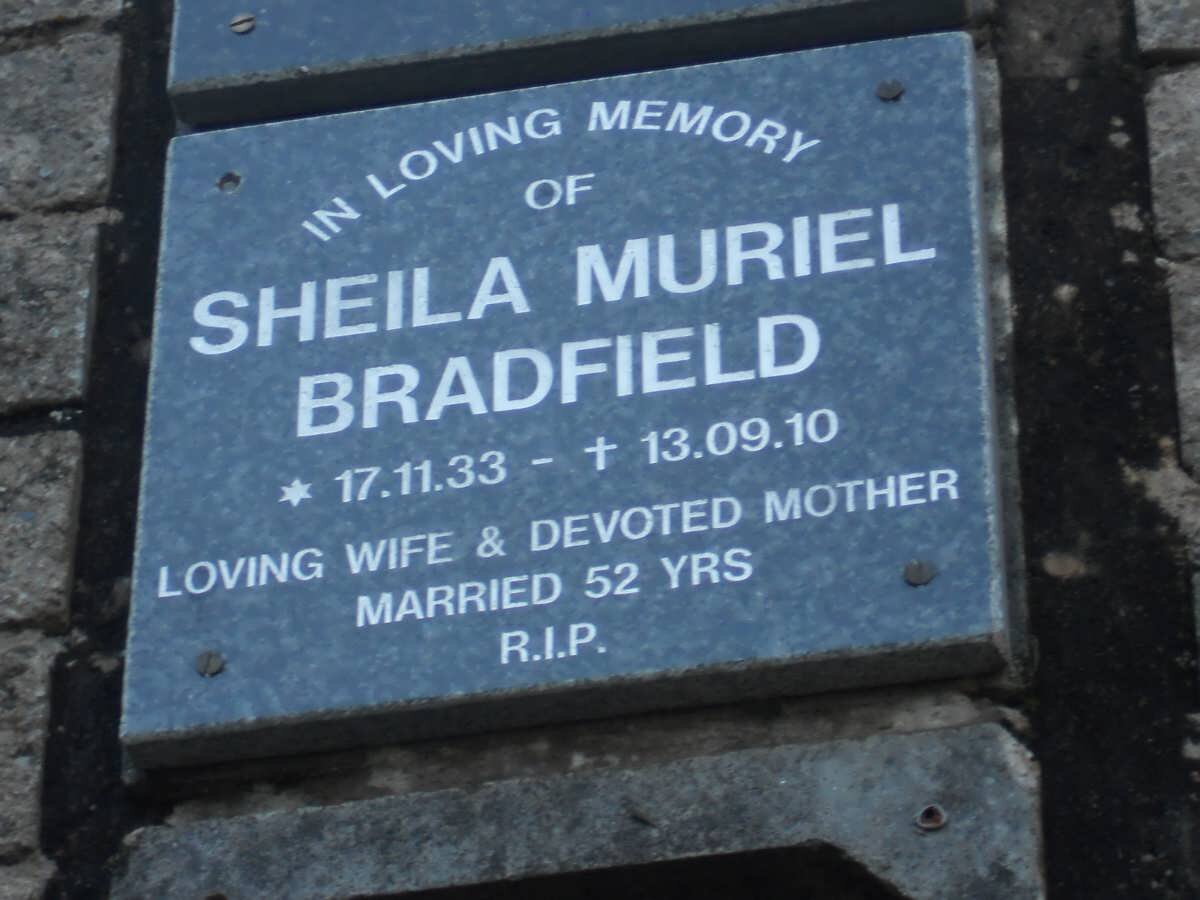 IN LOVING MEMORY
OF
SHEILA MURIEL
BRADFIELD
✶ 17.11.33 - † 13.09.10
LOVING WIFE & DEVOTED MOTHER
MARRIED 52 YRS
R.I.P.